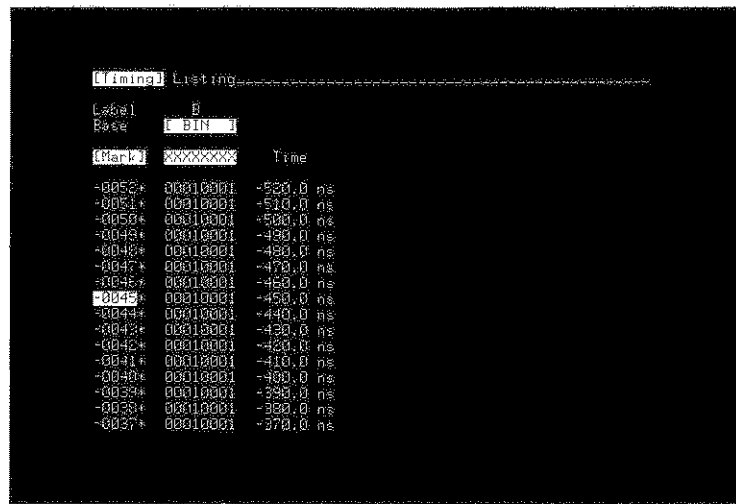 [Timing] Listing
Label B
Base [ BIN ]
[Mark] XXXXXXXX Time
-0052* 00010001 -520.0 ns
-0051* 00010001 -510.0 ns
-0050* 00010001 -500.0 ns
-0049* 00010001 -490.0 ns
-0048* 00010001 -480.0 ns
-0047* 00010001 -470.0 ns
-0046* 00010001 -460.0 ns
-0045* 00010001 -450.0 ns
-0044* 00010001 -440.0 ns
-0043* 00010001 -430.0 ns
-0042* 00010001 -420.0 ns
-0041* 00010001 -410.0 ns
-0040* 00010001 -400.0 ns
-0039* 00010001 -390.0 ns
-0038* 00010001 -380.0 ns
-0037* 00010001 -370.0 ns